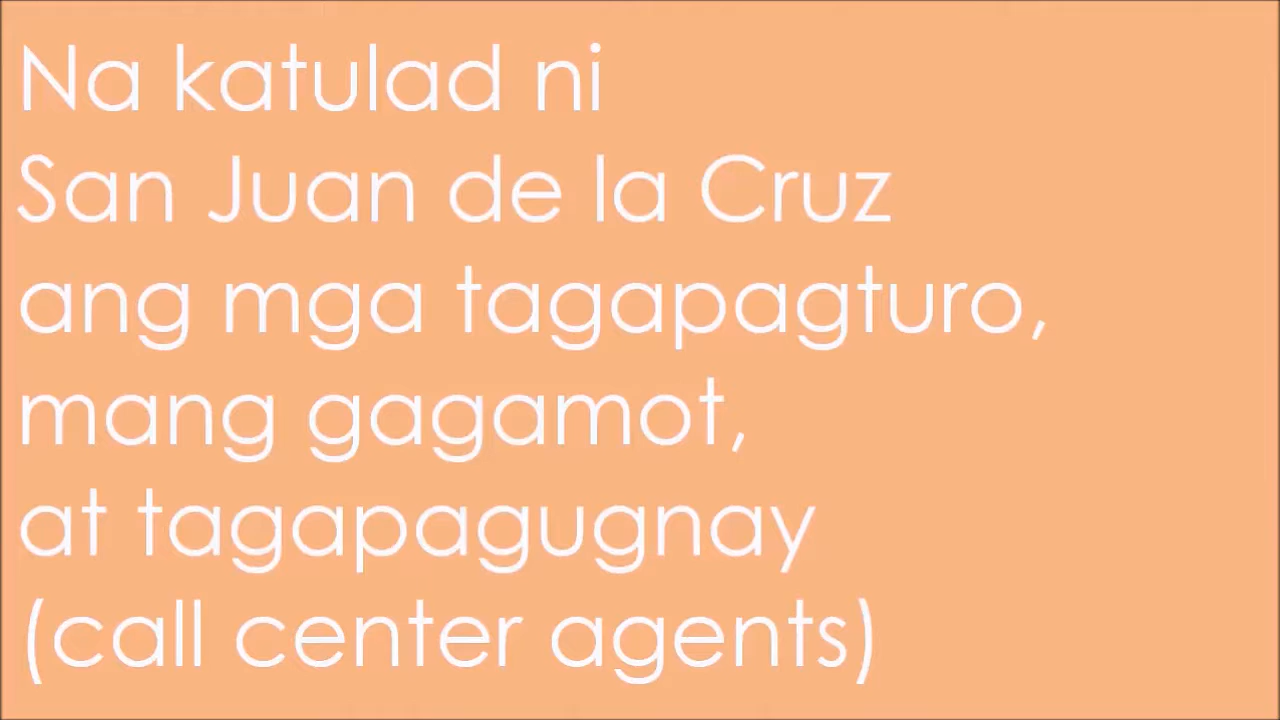 Na katulad ni
San Juan de la Cruz
ang mga tagapagturo,
mang gagamot,
at tagapagugnay
(call center agents)